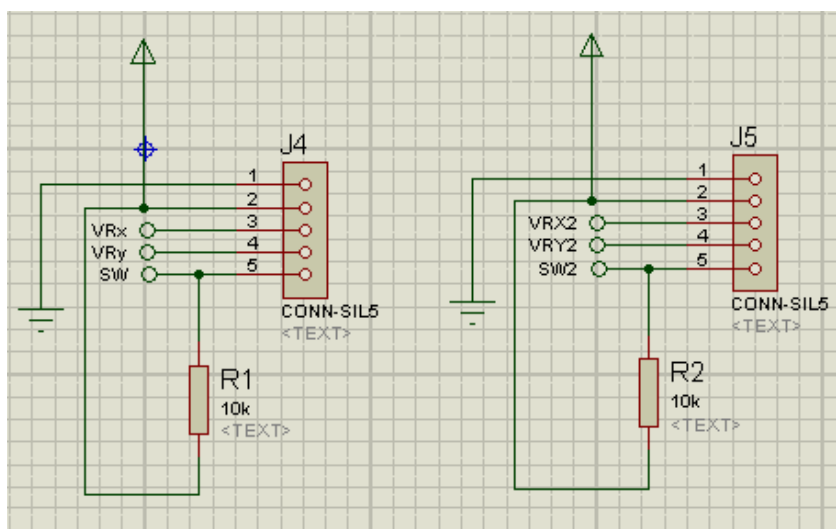 J4
1
2
VRx
3
VRy
4
SW
5
CONN-SIL5
<TEXT>
R1
10k
<TEXT>
J5
1
2
VRX2
3
VRY2
4
SW2
5
CONN-SIL5
<TEXT>
R2
10k
<TEXT>